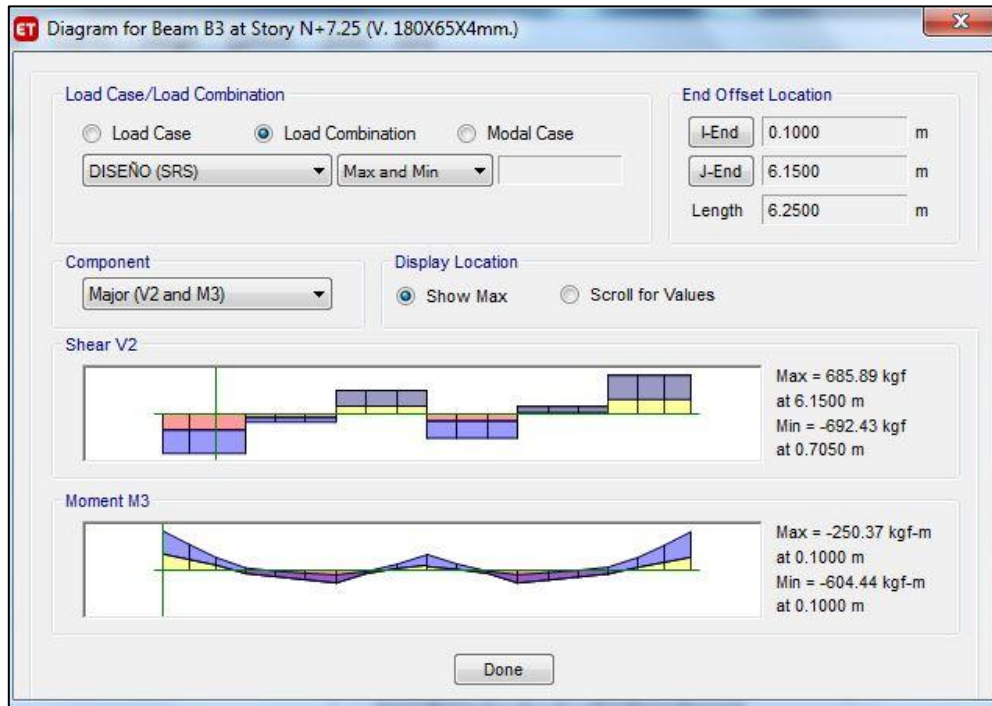 ET Diagram for Beam B3 at Story N+7.25 (V. 180X65X4mm.)
Load Case/Load Combination
Load Case Load Combination Modal Case
DISEÑO (SRS) Max and Min
End Offset Location
I-End 0.1000 m
J-End 6.1500 m
Length 6.2500 m
Component
Major (V2 and M3)
Display Location
Show Max Scroll for Values
Shear V2
Max = 685.89 kgf
at 6.1500 m
Min = -692.43 kgf
at 0.7050 m
Moment M3
Max = -250.37 kgf-m
at 0.1000 m
Min = -604.44 kgf-m
at 0.1000 m
Done